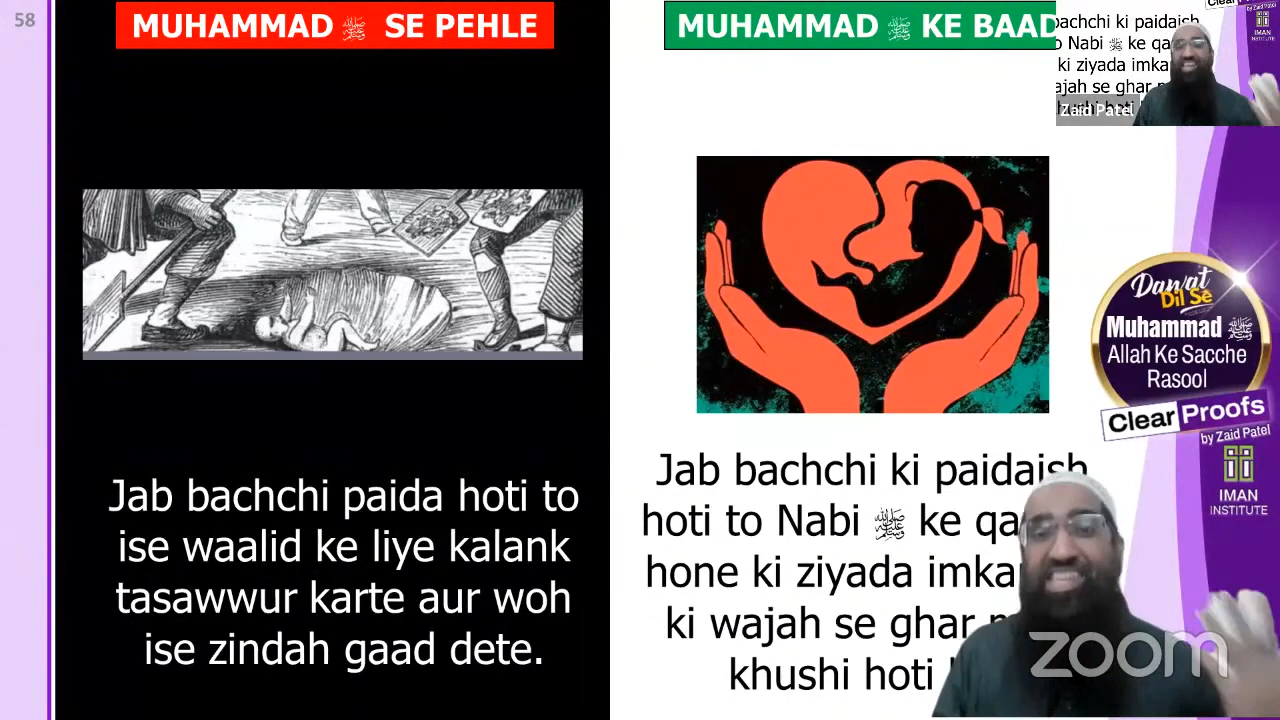 58
MUHAMMAD ﷺ SE PEHLE
Jab bachchi paida hoti to
ise waalid ke liye kalank
tasawwur karte aur woh
ise zindah gaad dete.
MUHAMMAD ﷺ KE BAAD
Jab bachchi ki paidaish
hoti to Nabi ﷺ ke
hone ki ziyada
ki wajah se ghar
khushi hoti
bachchi ki paidaish
Nabi ﷺ ke
ki ziyada
se ghar
Zaid Patel
Clear
by Zaid Patel
IMAN
INSTITUTE
Dawat
Dil Se
Muhammad ﷺ
Allah Ke Sacche
Rasool
Clear Proofs
by Zaid Patel
IMAN
INSTITUTE
zoom